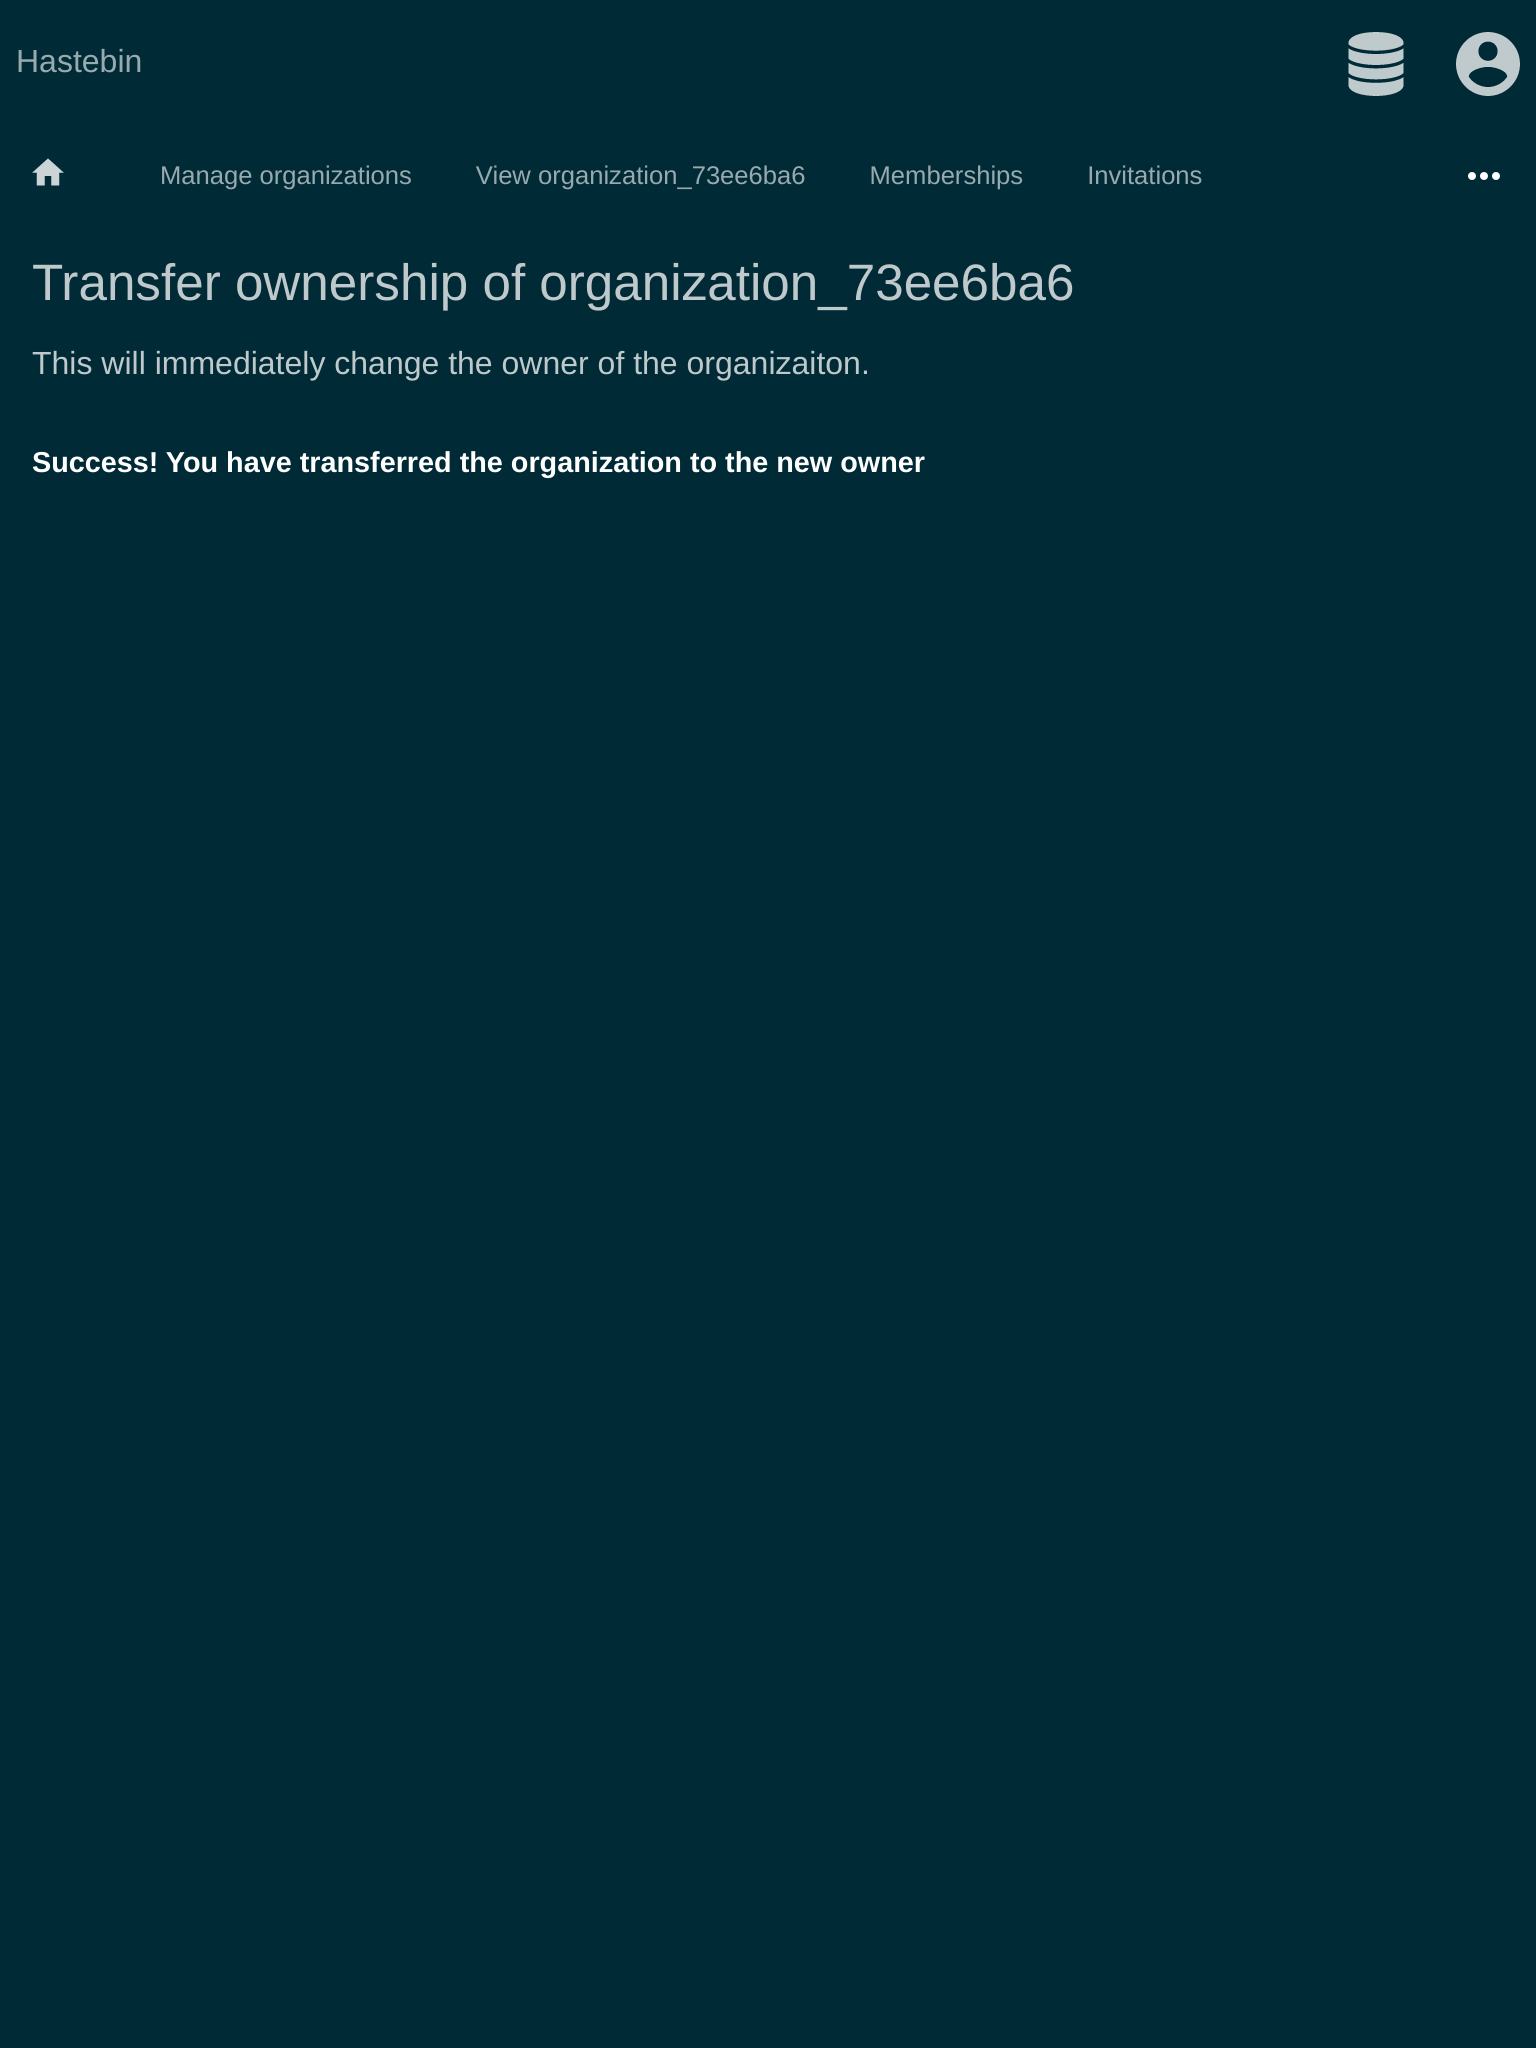 Hastebin
Manage organizations
View organization_73ee6ba6
Memberships
Invitations
Transfer ownership of organization_73ee6ba6
This will immediately change the owner of the organizaiton.
Success! You have transferred the organization to the new owner